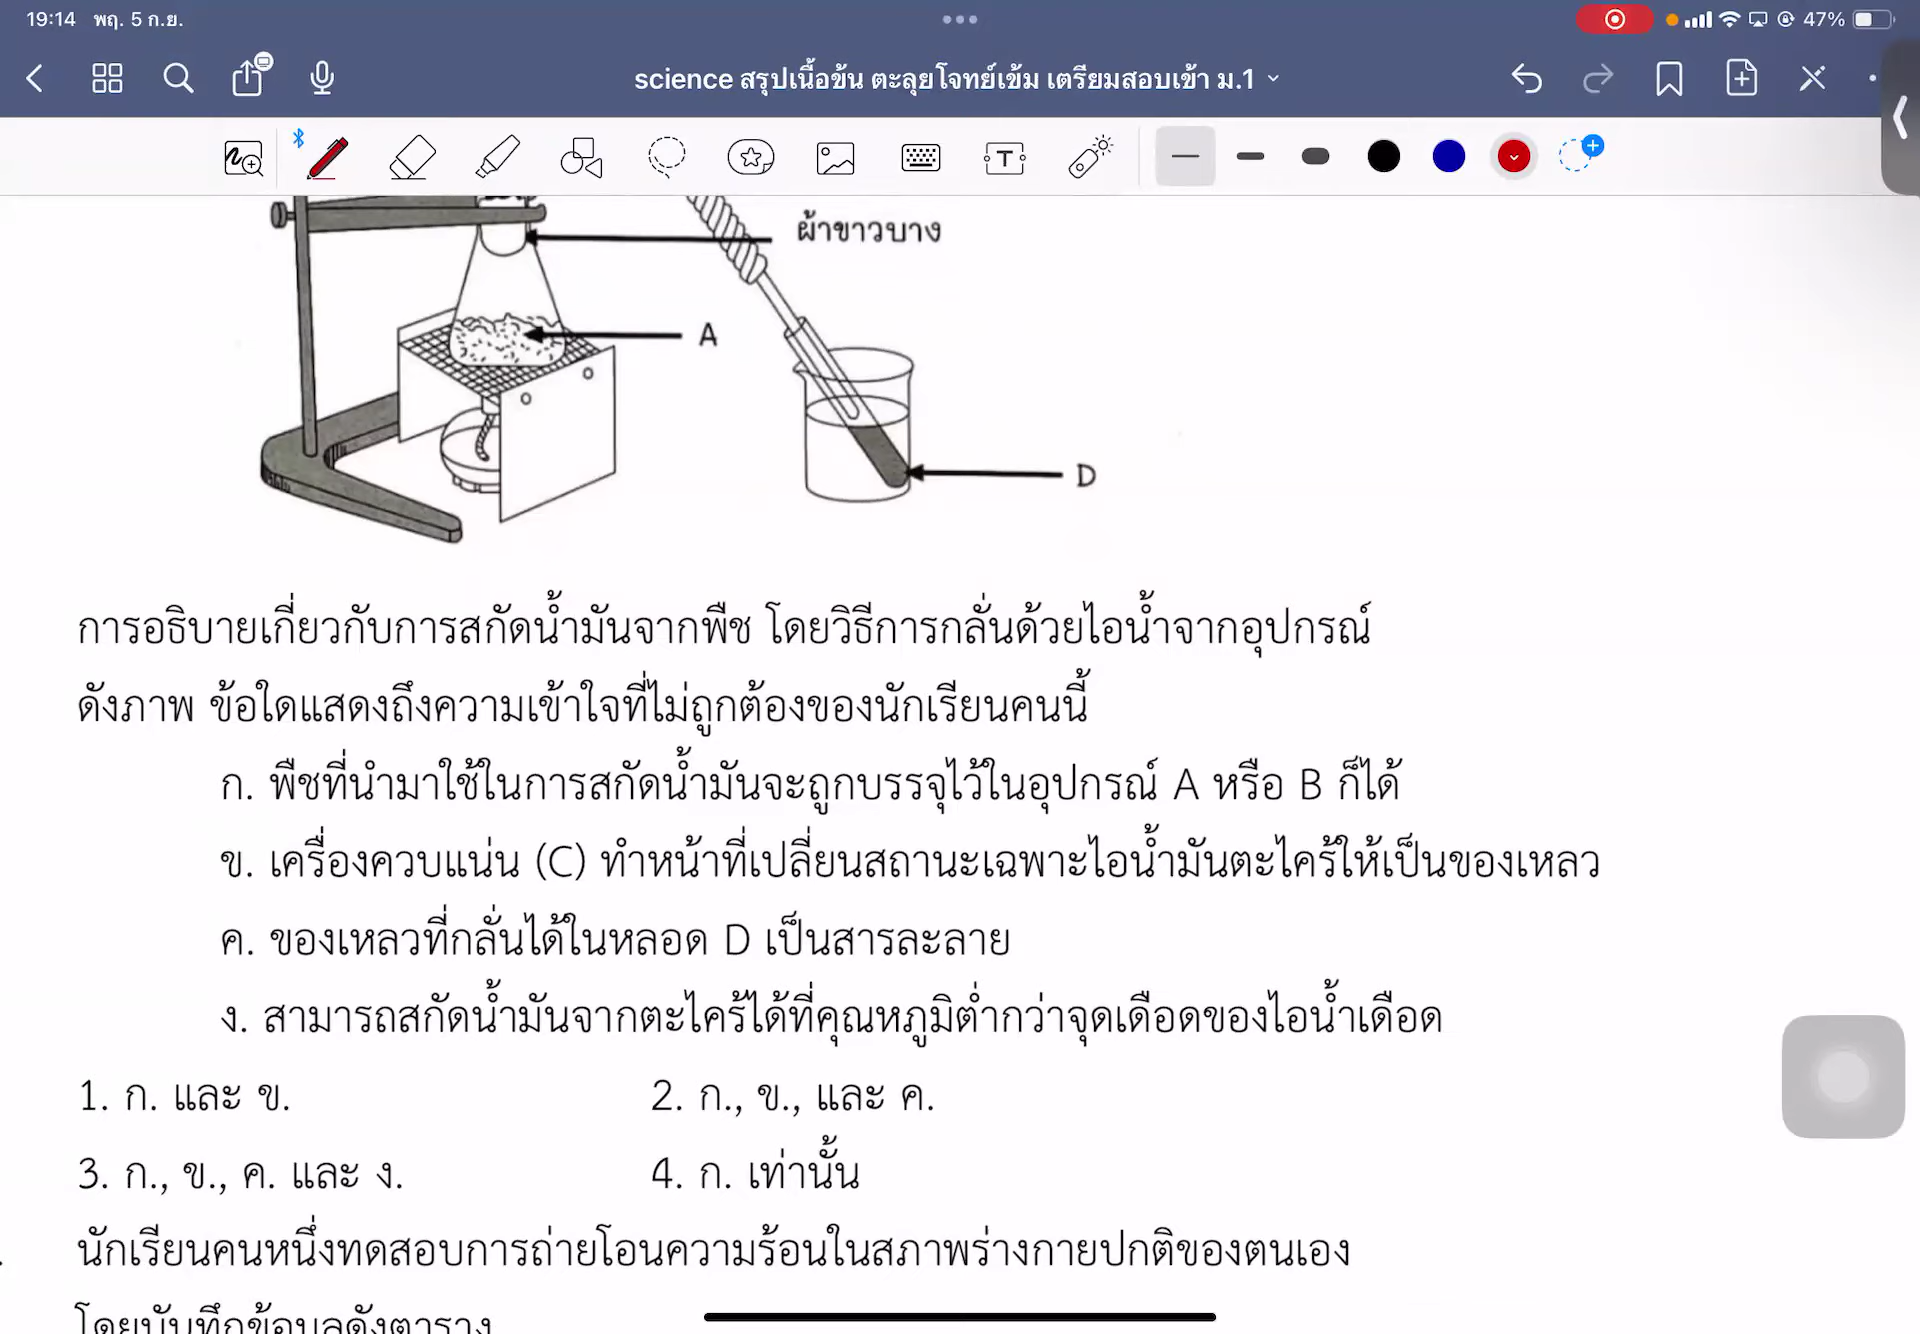 19:14 พฤ. 5 ก.ย.
47%
science สรุปเนื้อข้น ตะลุยโจทย์เข้ม เตรียมสอบเข้า ม.1
ผ้าขาวบาง
A
D
การอธิบายเกี่ยวกับการสกัดน้ำมันจากพืช โดยวิธีการกลั่นด้วยไอน้ำจากอุปกรณ์
ดังภาพ ข้อใดแสดงถึงความเข้าใจที่ไม่ถูกต้องของนักเรียนคนนี้
ก. พืชที่นำมาใช้ในการสกัดน้ำมันจะถูกบรรจุไว้ในอุปกรณ์ A หรือ B ก็ได้
ข. เครื่องควบแน่น (C) ทำหน้าที่เปลี่ยนสถานะเฉพาะไอน้ำมันตะไคร้ให้เป็นของเหลว
ค. ของเหลวที่กลั่นได้ในหลอด D เป็นสารละลาย
ง. สามารถสกัดน้ำมันจากตะไคร้ได้ที่คุณหภูมิต่ำกว่าจุดเดือดของไอน้ำเดือด
1. ก. และ ข. 2. ก., ข., และ ค.
3. ก., ข., ค. และ ง. 4. ก. เท่านั้น
นักเรียนคนหนึ่งทดสอบการถ่ายโอนความร้อนในสภาพร่างกายปกติของตนเอง
โดยบันทึกข้อมูลดังตาราง